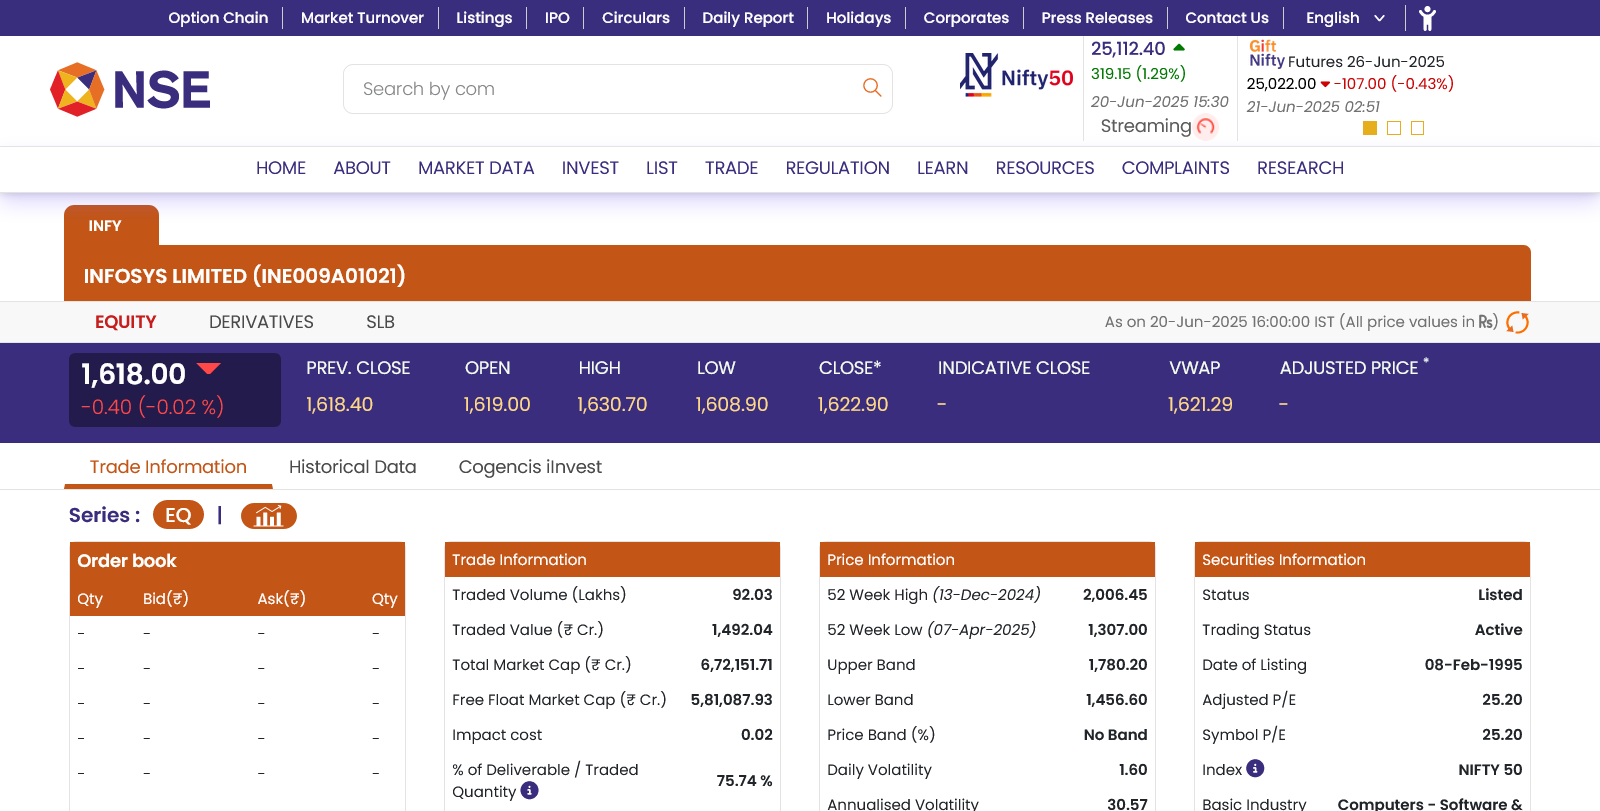 Option Chain Market Turnover Listings IPO Circulars Daily Report Holidays Corporates Press Releases Contact Us English
NSE
Search by com
Nifty50
25,112.40
319.15 (1.29%)
20-Jun-2025 15:30
Streaming
Gift
Nifty Futures 26-Jun-2025
25,022.00 -107.00 (-0.43%)
21-Jun-2025 02:51
HOME ABOUT MARKET DATA INVEST LIST TRADE REGULATION LEARN RESOURCES COMPLAINTS RESEARCH
INFY
INFOSYS LIMITED (INE009A01021)
EQUITY DERIVATIVES SLB As on 20-Jun-2025 16:00:00 IST (All price values in ₨)
1,618.00
-0.40 (-0.02 %)
PREV. CLOSE OPEN HIGH LOW CLOSE* INDICATIVE CLOSE VWAP ADJUSTED PRICE *
1,618.40 1,619.00 1,630.70 1,608.90 1,622.90 - 1,621.29 -
Trade Information Historical Data Cogencis iInvest
Series : EQ |
Order book
Qty Bid(₹) Ask(₹) Qty
- - - -
- - - -
- - - -
- - - -
- - - -
Trade Information
Traded Volume (Lakhs) 92.03
Traded Value (₹ Cr.) 1,492.04
Total Market Cap (₹ Cr.) 6,72,151.71
Free Float Market Cap (₹ Cr.) 5,81,087.93
Impact cost 0.02
% of Deliverable / Traded
Quantity 75.74 %
Price Information
52 Week High (13-Dec-2024) 2,006.45
52 Week Low (07-Apr-2025) 1,307.00
Upper Band 1,780.20
Lower Band 1,456.60
Price Band (%) No Band
Daily Volatility 1.60
Annualised Volatility 30.57
Securities Information
Status Listed
Trading Status Active
Date of Listing 08-Feb-1995
Adjusted P/E 25.20
Symbol P/E 25.20
Index NIFTY 50
Basic Industry Computers - Software &